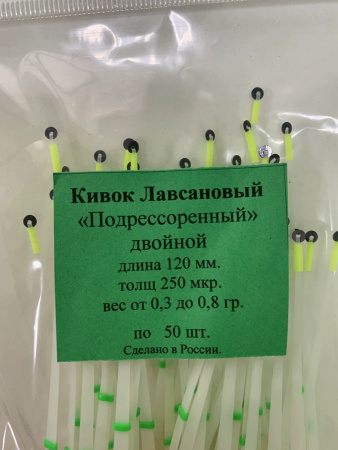 Кивок Лавсановый
«Подрессоренный»
двойной
длина 120 мм.
толщ 250 мкр.
вес от 0,3 до 0,8 гр.
по 50 шт.
Сделано в России.